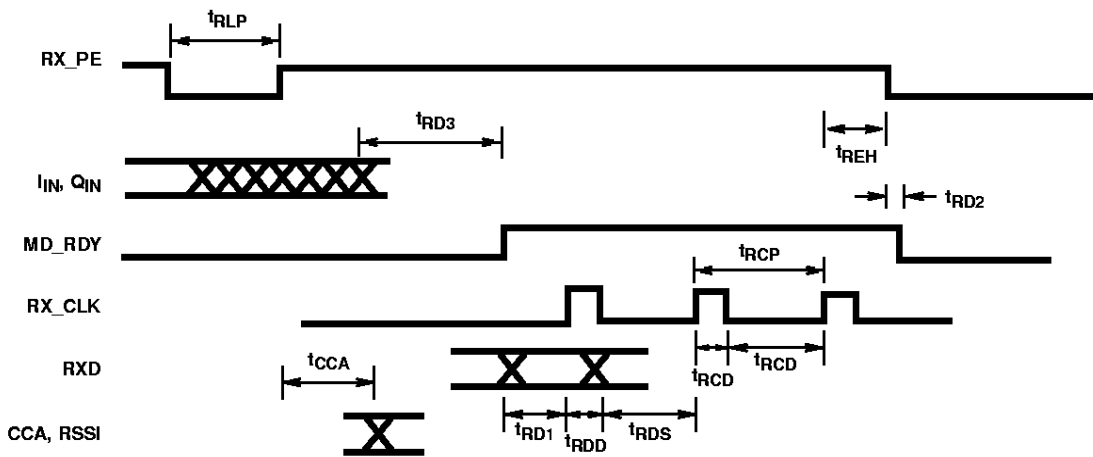 tRLP
RX_PE
tRD3
tREH
IIN, QIN
tRD2
MD_RDY
tRCP
RX_CLK
tCCA
RXD
tRCD
tRCD
tRD1
tRDD
tRDS
CCA, RSSI